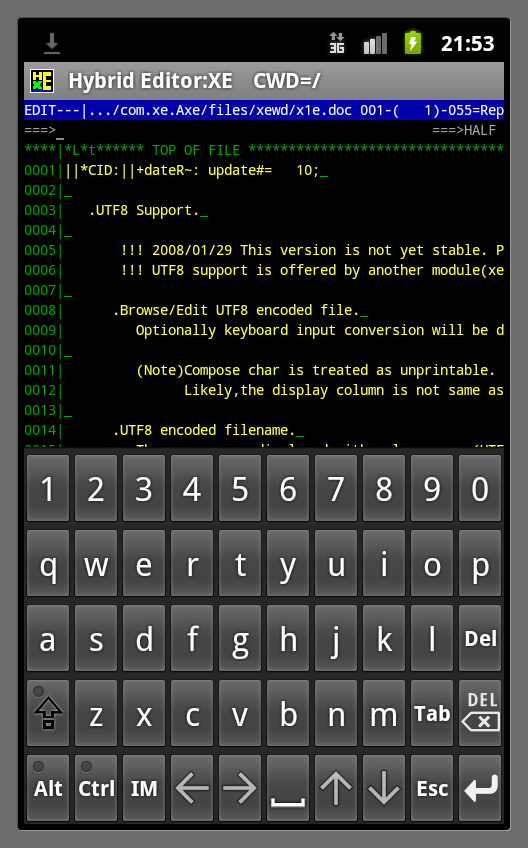 3G 21:53
XE Hybrid Editor:XE CWD=/
EDIT---|.../com.xe.Axe/files/xewd/x1e.doc 001-( 1)-055=Rep
===>_ ===>HALF
****|*L*t****** TOP OF FILE ********************************
0001||*CID:||+dateR~: update#= 10;_
0002|_
0003| .UTF8 Support._
0004|_
0005| !!! 2008/01/29 This version is not yet stable. P
0006| !!! UTF8 support is offered by another module(xe
0007|_
0008| .Browse/Edit UTF8 encoded file._
0009| Optionally keyboard input conversion will be d
0010|_
0011| (Note)Compose char is treated as unprintable.
0012| Likely,the display column is not same as
0013|_
0014| .UTF8 encoded filename._
1 2 3 4 5 6 7 8 9 0
q w e r t y u i o p
a s d f g h j k l Del
z x c v b n m Tab DEL
Alt Ctrl IM Esc